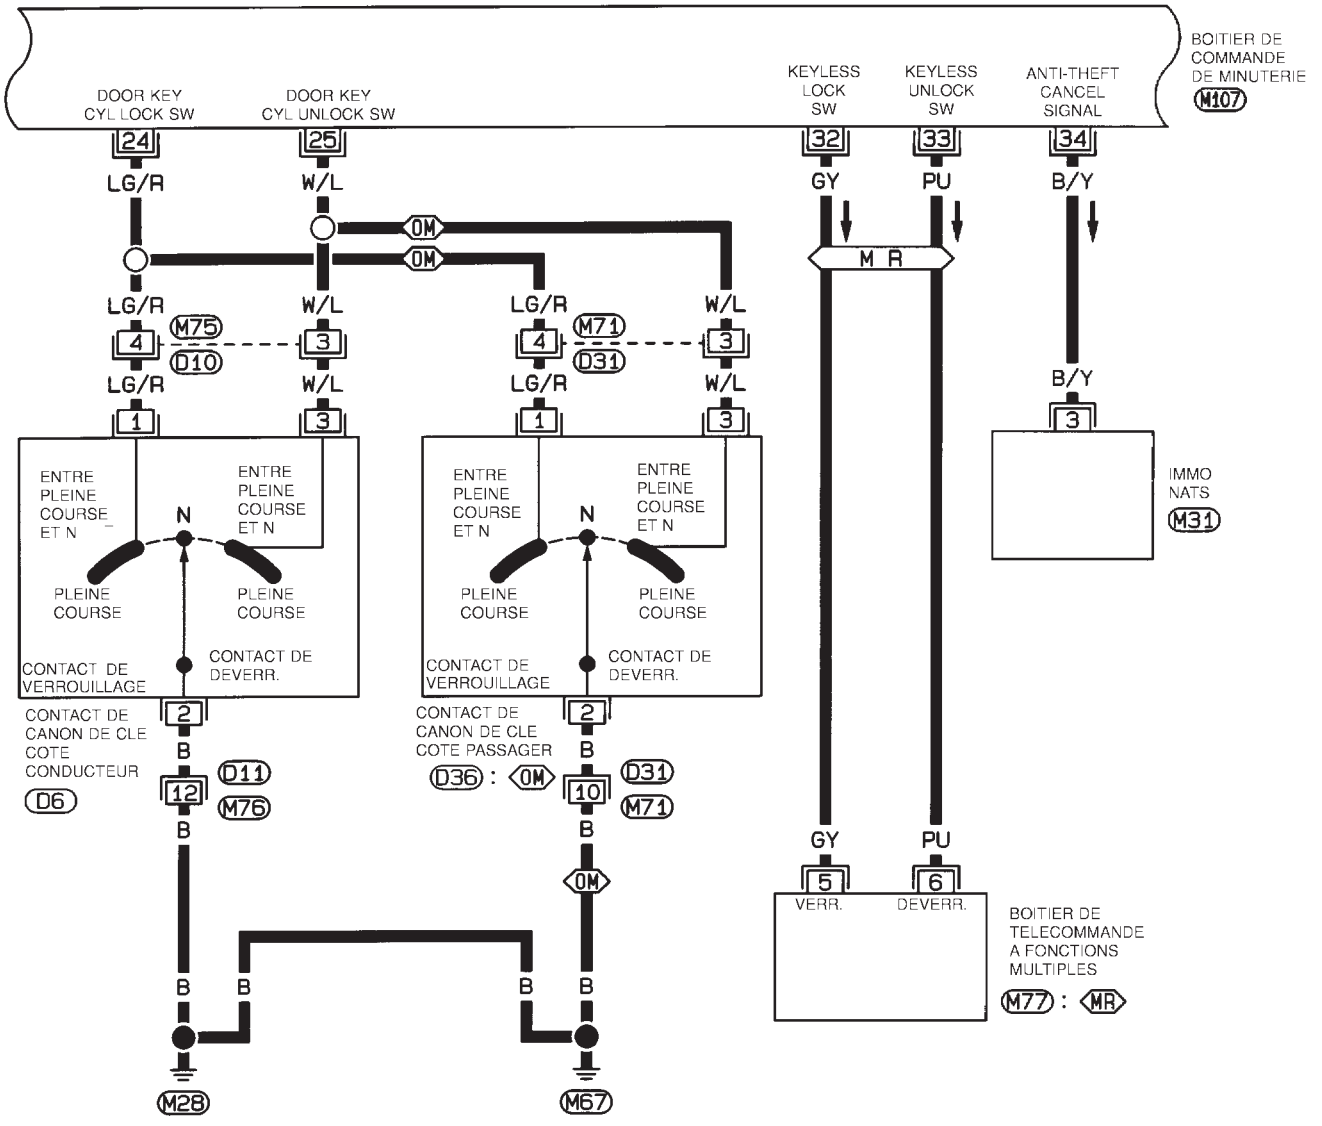 BOITIER DE
COMMANDE
DE MINUTERIE
M107
DOOR KEY
CYL LOCK SW
DOOR KEY
CYL UNLOCK SW
KEYLESS
LOCK
SW
KEYLESS
UNLOCK
SW
ANTI-THEFT
CANCEL
SIGNAL
24
25
32
33
34
LG/R
W/L
GY
PU
B/Y
OM
OM
M R
LG/R
W/L
LG/R
W/L
4
M75
D10
3
4
M71
D31
3
LG/R
W/L
LG/R
W/L
B/Y
1
3
1
3
3
ENTRE
PLEINE
COURSE
ET N
ENTRE
PLEINE
COURSE
ET N
N
PLEINE
COURSE
PLEINE
COURSE
CONTACT DE
VERROUILLAGE
CONTACT DE
DEVERR.
ENTRE
PLEINE
COURSE
ET N
ENTRE
PLEINE
COURSE
ET N
N
PLEINE
COURSE
PLEINE
COURSE
CONTACT DE
VERROUILLAGE
CONTACT DE
DEVERR.
IMMO
NATS
M31
CONTACT DE
CANON DE CLE
COTE
CONDUCTEUR
D6
2
B
12
D11
M76
B
CONTACT DE
CANON DE CLE
COTE PASSAGER
D36 : OM
2
B
10
D31
M71
B
OM
GY
PU
5
6
VERR.
DEVERR.
BOITIER DE
TELECOMMANDE
A FONCTIONS
MULTIPLES
M77 : MR
B
B
B
B
M28
M67